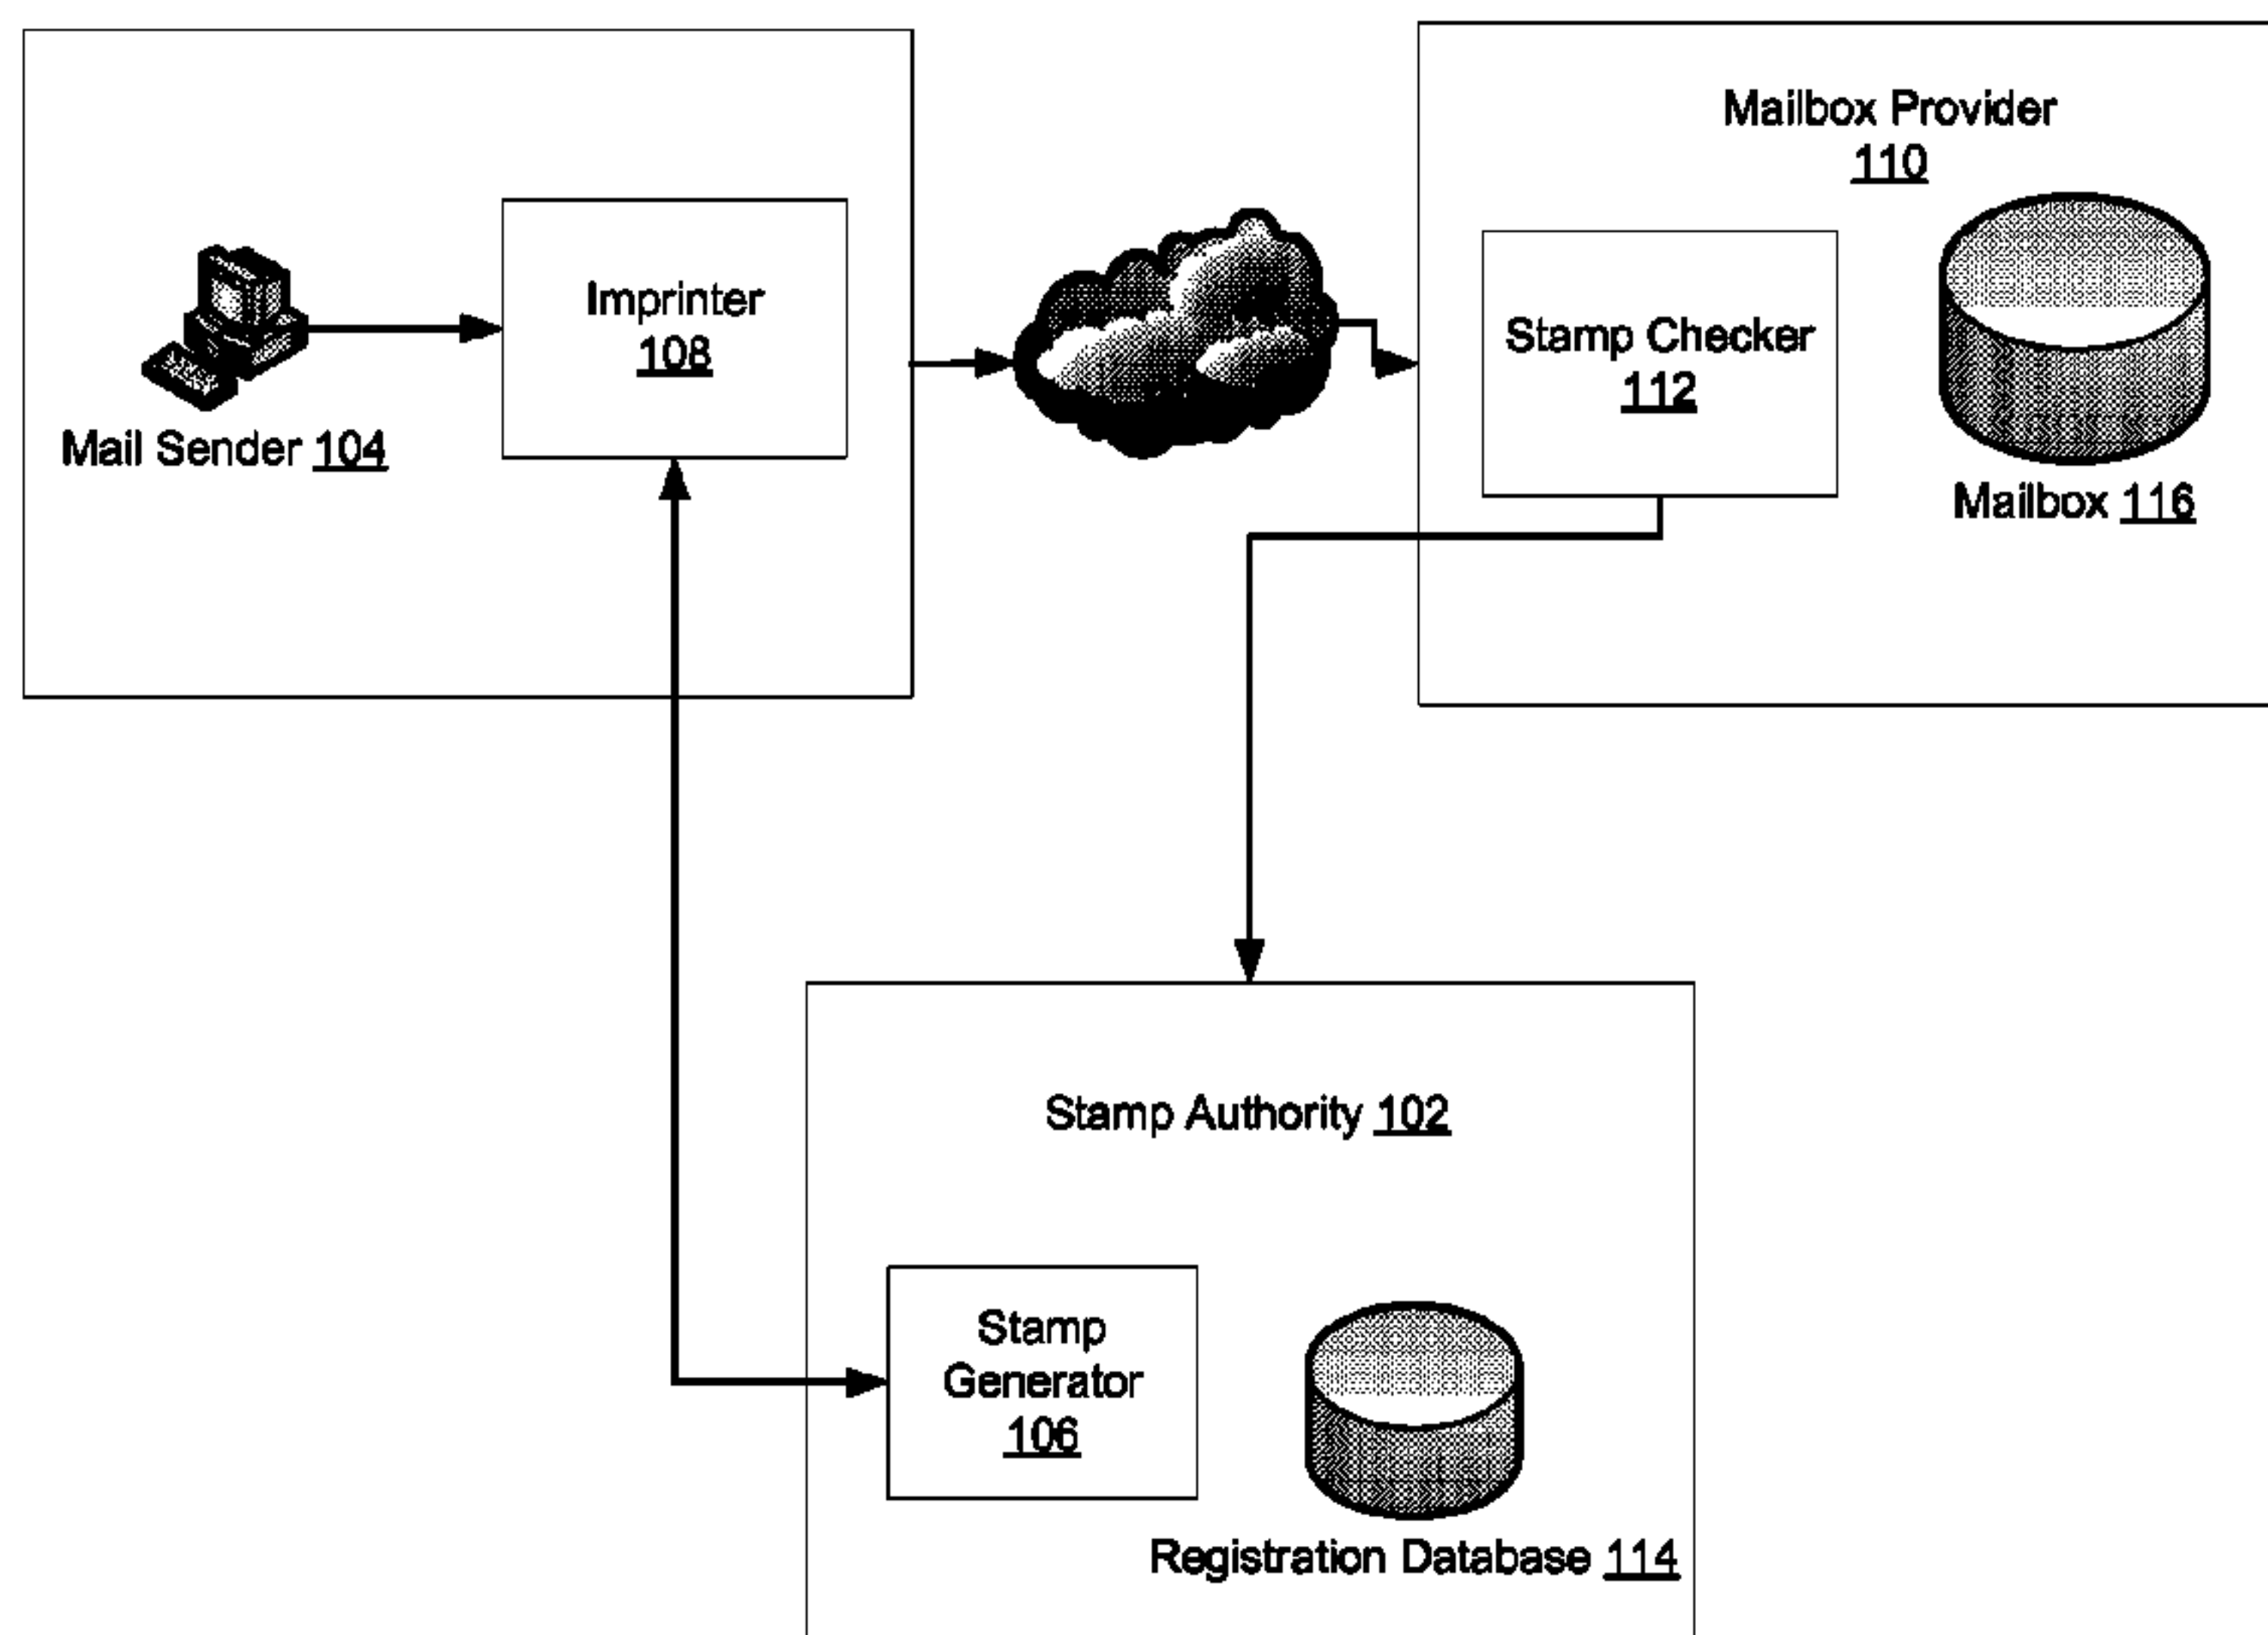 Mailbox Provider
110
Imprinter
108
Stamp Checker
112
Mail Sender 104
Mailbox 116
Stamp Authority 102
Stamp
Generator
106
Registration Database 114